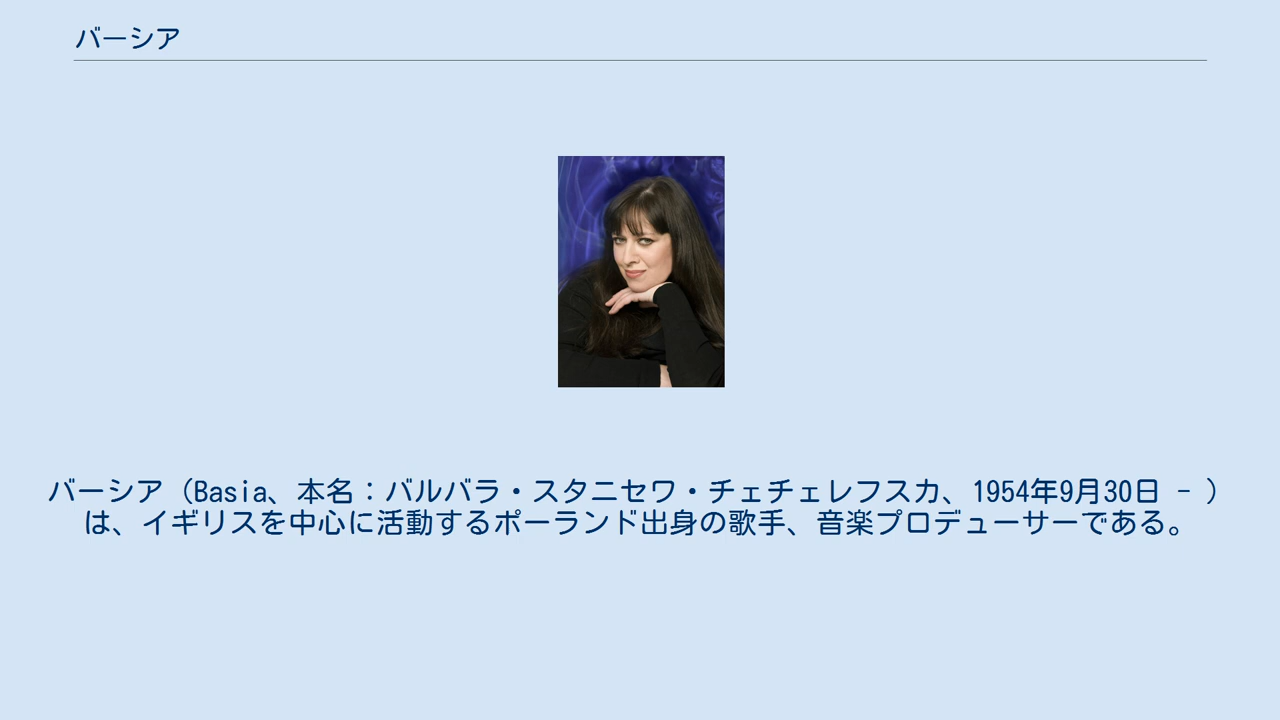 バーシア
バーシア（Basia、本名：バルバラ・スタニセワ・チェチェレフスカ、1954年9月30日 - ）
は、イギリスを中心に活動するポーランド出身の歌手、音楽プロデューサーである。